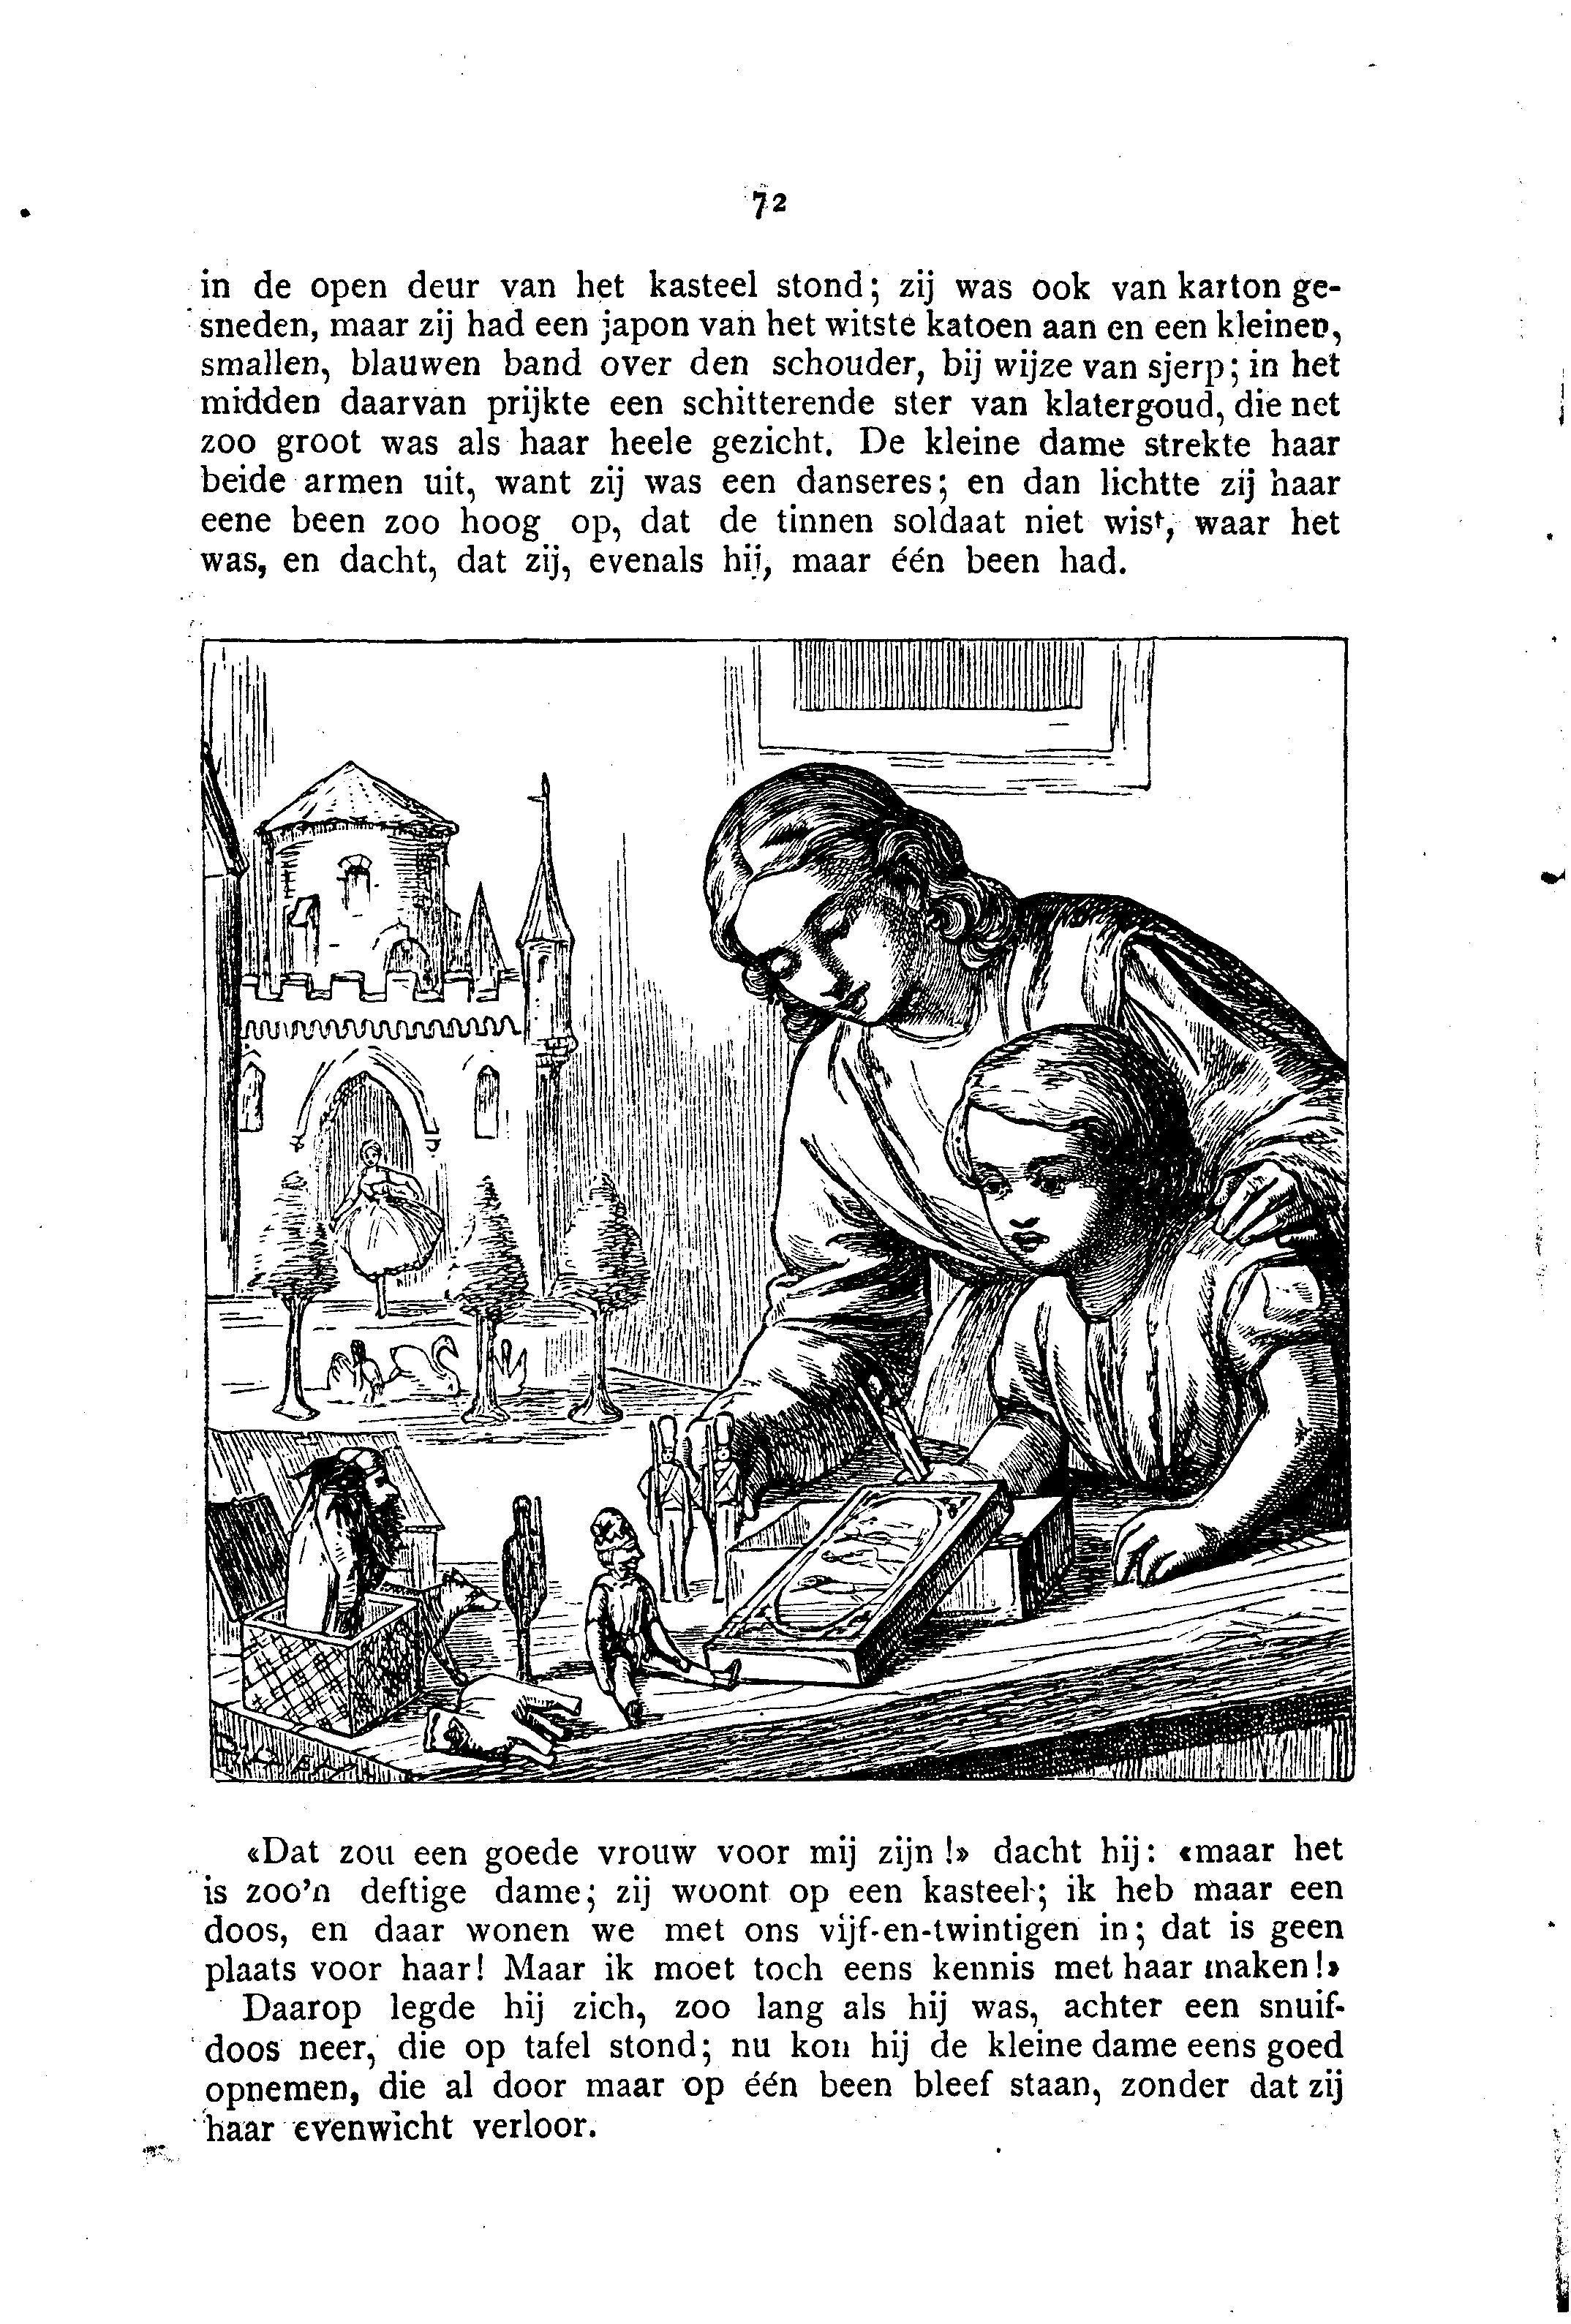 72
in de open deur van het kasteel stond; zij was ook van karton ge-
sneden, maar zij had een japon van het witste katoen aan en een kleinen,
smallen, blauwen band over den schouder, bij wijze van sjerp; in het
midden daarvan prijkte een schitterende ster van klatergoud, die net
zoo groot was als haar heele gezicht. De kleine dame strekte haar
beide armen uit, want zij was een danseres; en dan lichtte zij haar
eene been zoo hoog op, dat de tinnen soldaat niet wist, waar het
was, en dacht, dat zij, evenals hij, maar één been had.
«Dat zou een goede vrouw voor mij zijn!» dacht hij: «maar het
is zoo'n deftige dame; zij woont op een kasteel; ik heb maar een
doos, en daar wonen we met ons vijf-en-twintigen in; dat is geen
plaats voor haar! Maar ik moet toch eens kennis met haar maken!»
Daarop legde hij zich, zoo lang als hij was, achter een snuif-
doos neer, die op tafel stond; nu kon hij de kleine dame eens goed
opnemen, die al door maar op één been bleef staan, zonder dat zij
haar evenwicht verloor.